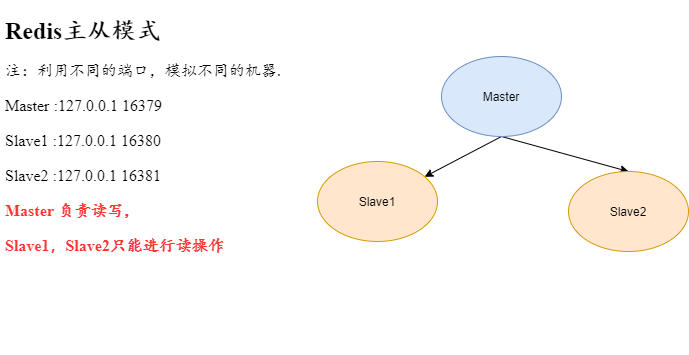 Redis主从模式
注：利用不同的端口，模拟不同的机器.
Master :127.0.0.1 16379
Slave1 :127.0.0.1 16380
Slave2 :127.0.0.1 16381
Master 负责读写，
Slave1，Slave2只能进行读操作
Master
Slave1
Slave2